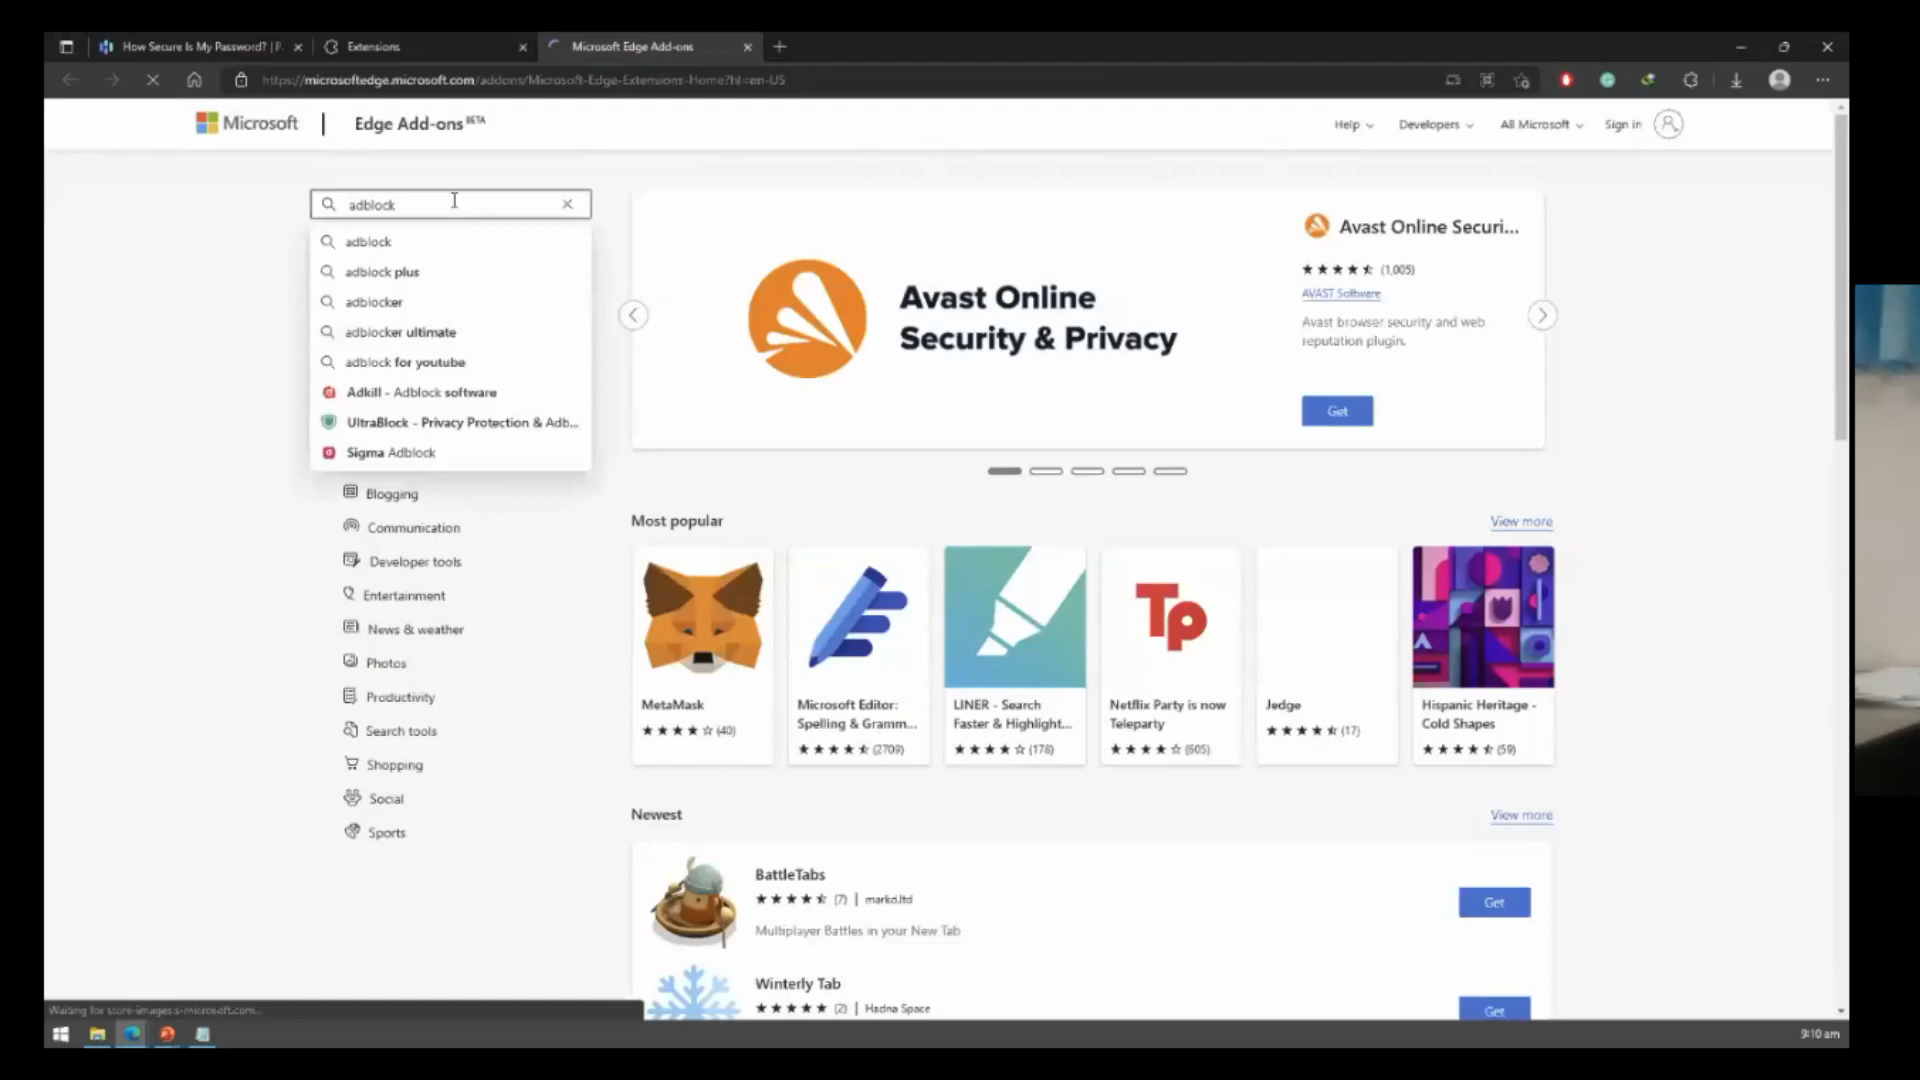 How Secure Is My Password? | P
Extensions
Microsoft Edge Add-ons
https://microsoftedge.microsoft.com/addons/Microsoft-Edge-Extensions-Home?hl=en-US
Microsoft | Edge Add-ons BETA
Help
Developers
All Microsoft
Sign in
adblock
adblock
adblock plus
adblocker
adblocker ultimate
adblock for youtube
Adkill - Adblock software
UltraBlock - Privacy Protection & Adb...
Sigma Adblock
Blogging
Communication
Developer tools
Entertainment
News & weather
Photos
Productivity
Search tools
Shopping
Social
Sports
Avast Online
Security & Privacy
Avast Online Securi...
(1,005)
AVAST Software
Avast browser security and web
reputation plugin.
Get
Most popular
View more
MetaMask
(40)
Microsoft Editor:
Spelling & Gramm...
(2709)
LINER - Search
Faster & Highlight...
(178)
Tp
Netflix Party is now
Teleparty
(605)
Jedge
(17)
Hispanic Heritage -
Cold Shapes
(59)
Newest
View more
BattleTabs
(7) | markd.ltd
Multiplayer Battles in your New Tab
Get
Winterly Tab
(2) | Hadna Space
Get
Waiting for store-images.s-microsoft.com...
9:10 am